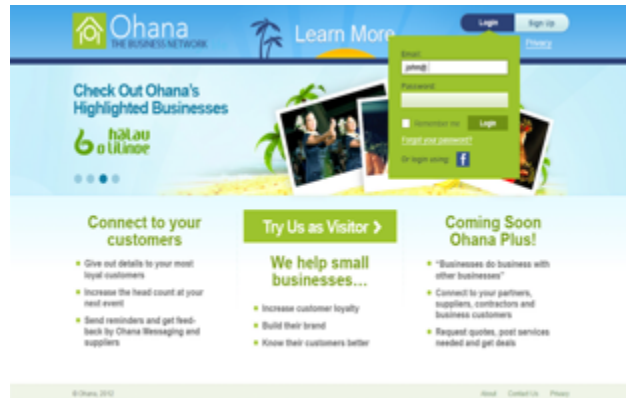 Ohana
THE BUSINESS NETWORK
Learn More
Login
Sign Up
Privacy
Email:
john@
Password:
Remember me
Login
Forgot your password?
Or login using:
f
Check Out Ohana's
Highlighted Businesses
hālau
o lilinoe
Connect to your
customers
Give out details to your most
loyal customers
Increase the head count at your
next event
Send reminders and get feed-
back by Ohana Messaging and
suppliers
Try Us as Visitor >
We help small
businesses...
Increase customer loyalty
Build their brand
Know their customers better
Coming Soon
Ohana Plus!
"Businesses do business with
other businesses"
Connect to your partners,
suppliers, contractors and
business customers
Request quotes, post services
needed and get deals
© Ohana, 2012
About
Contact Us
Privacy